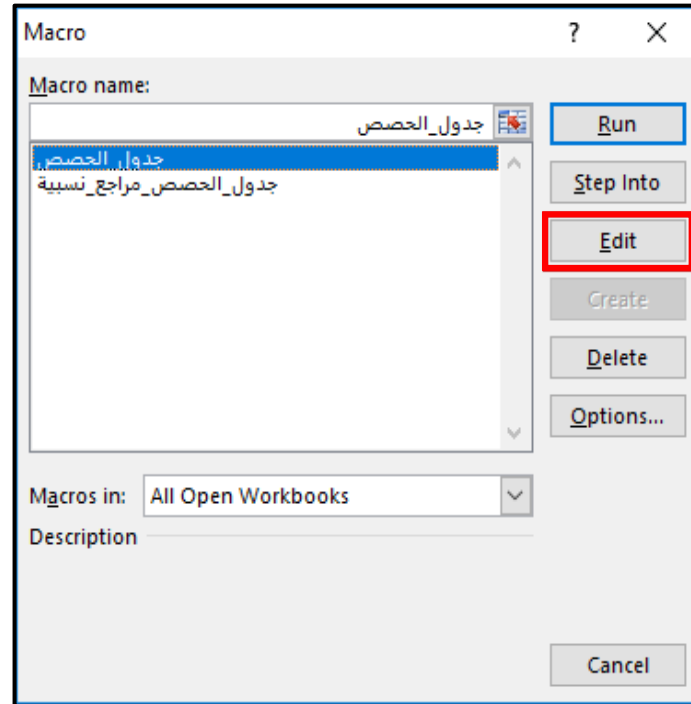 Macro
?
Macro name:
جدول_الحصص
Run
جدول_الحصص
جدول_الحصص_مراجع_نسبية
Step Into
Edit
Create
Delete
Options...
Macros in:
All Open Workbooks
Description
Cancel